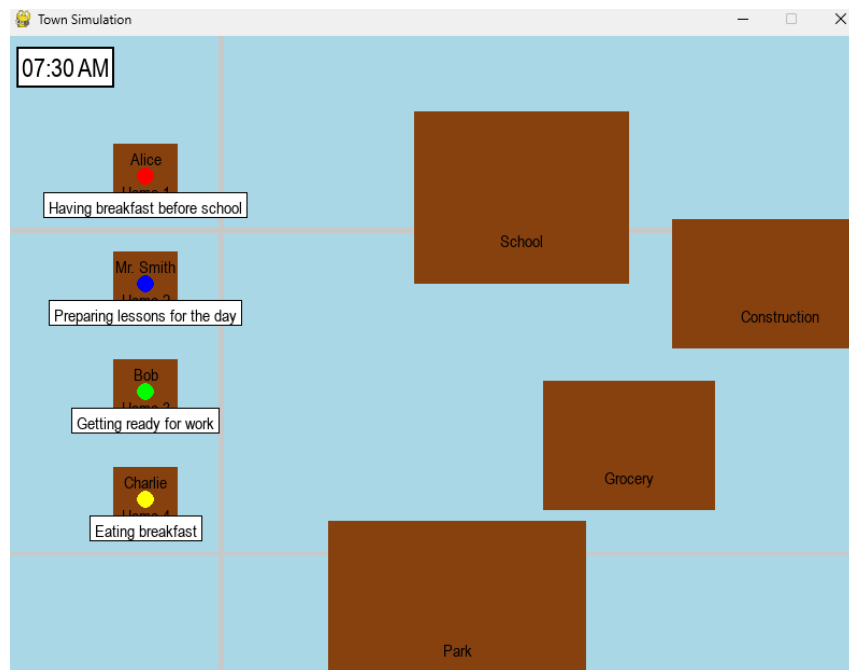 Town Simulation
07:30 AM
Alice
Having breakfast before school
School
Mr. Smith
Preparing lessons for the day
Construction
Bob
Getting ready for work
Grocery
Charlie
Eating breakfast
Park